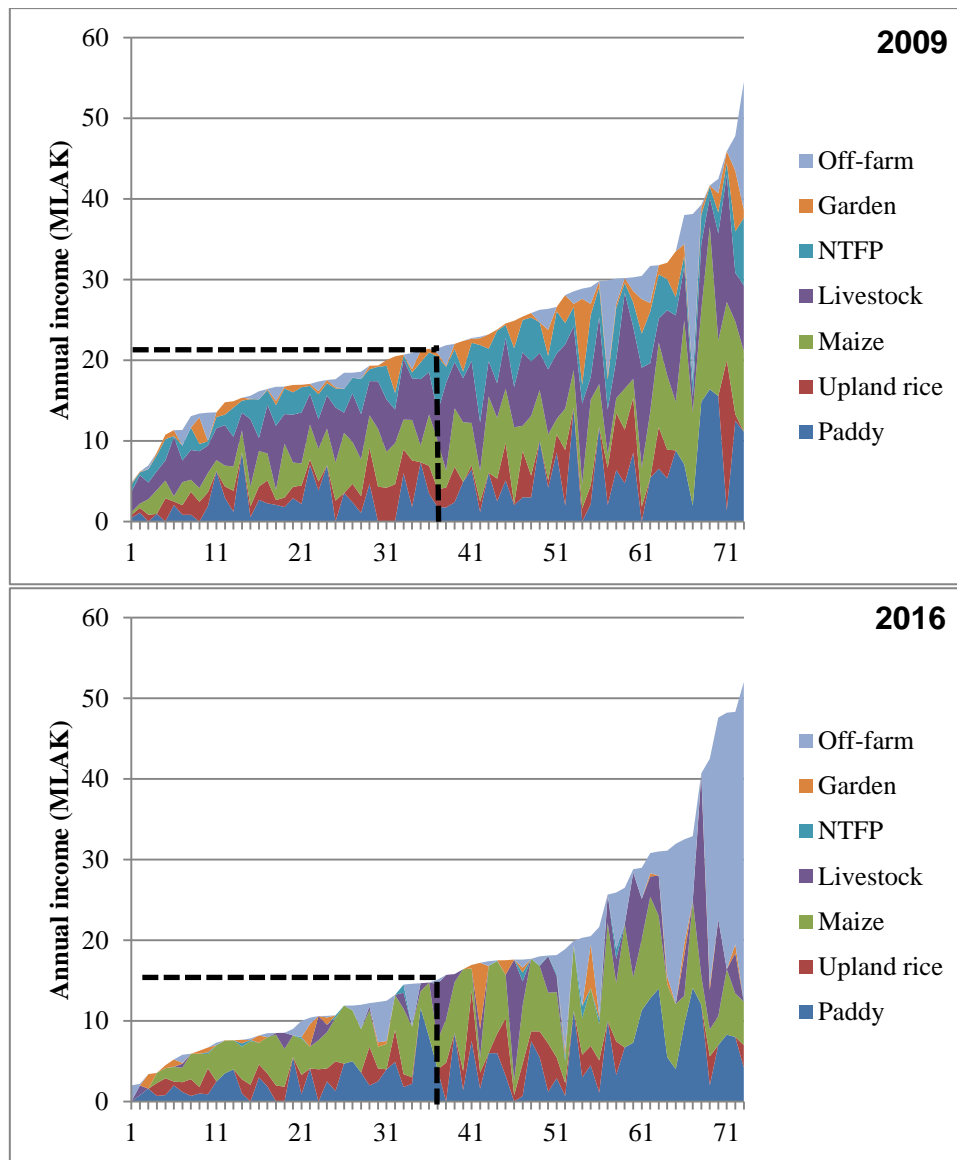 2009
Annual income (MLAK)
60
50
40
30
20
10
0
1 11 21 31 41 51 61 71
Off-farm
Garden
NTFP
Livestock
Maize
Upland rice
Paddy
2016
Annual income (MLAK)
60
50
40
30
20
10
0
1 11 21 31 41 51 61 71
Off-farm
Garden
NTFP
Livestock
Maize
Upland rice
Paddy